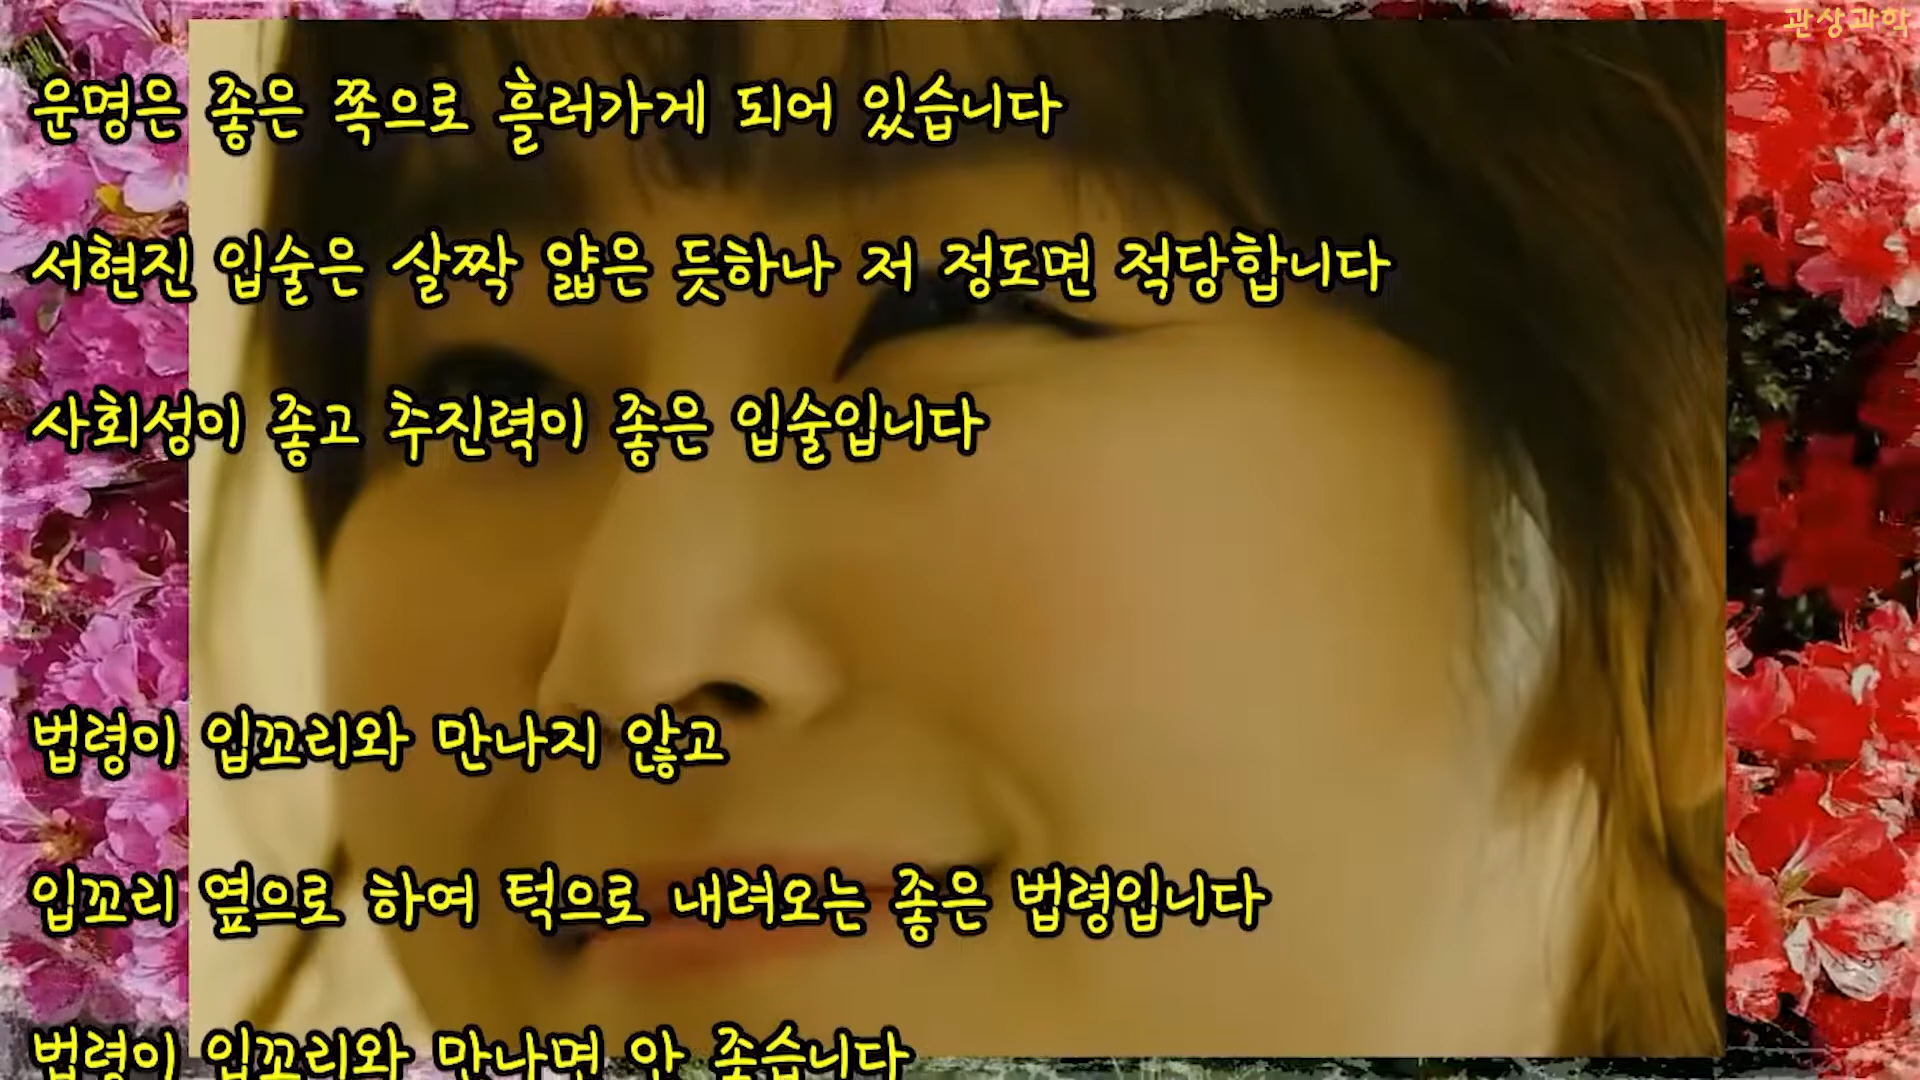 관상과학
운명은 좋은 쪽으로 흘러가게 되어 있습니다
서현진 입술은 살짝 얇은 듯하나 저 정도면 적당합니다
사회성이 좋고 추진력이 좋은 입술입니다
법령이 입꼬리와 만나지 않고
입꼬리 옆으로 하여 턱으로 내려오는 좋은 법령입니다
법령이 입꼬리와 만나면 안 좋습니다